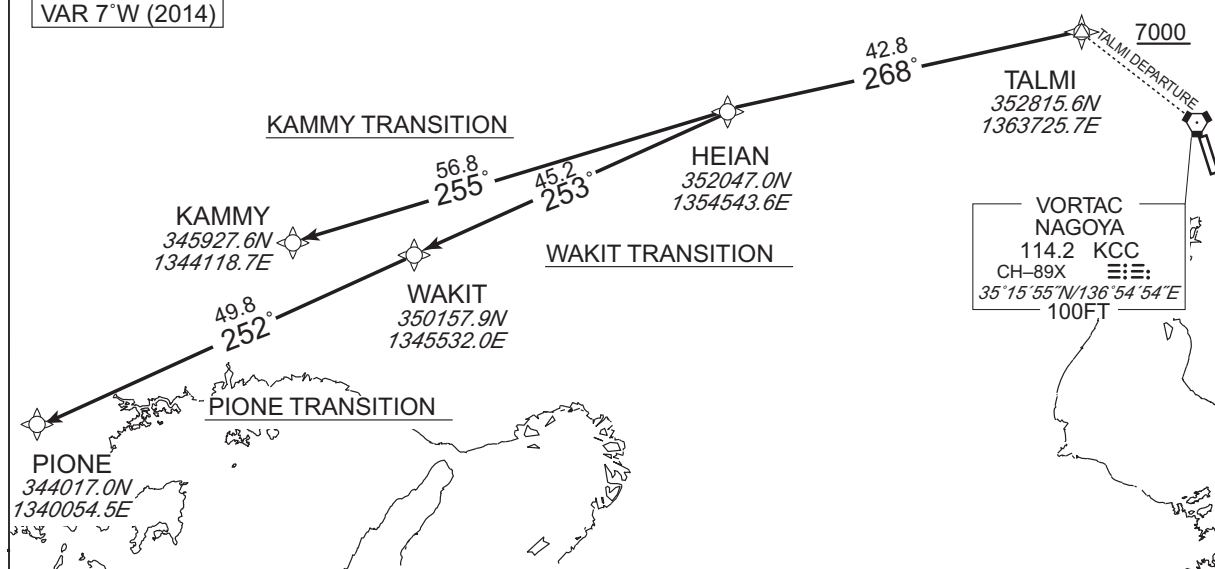 VAR 7°W (2014)
7000
TALMI DEPARTURE
42.8
268°
TALMI
352815.6N
1363725.7E
KAMMY TRANSITION
HEIAN
352047.0N
1354543.6E
56.8
255°
45.2
253°
KAMMY
345927.6N
1344118.7E
WAKIT TRANSITION
VORTAC
NAGOYA
114.2 KCC
CH–89X
35°15´55˝N/136°54´54˝E
100FT
WAKIT
350157.9N
1345532.0E
49.8
252°
PIONE TRANSITION
PIONE
344017.0N
1340054.5E